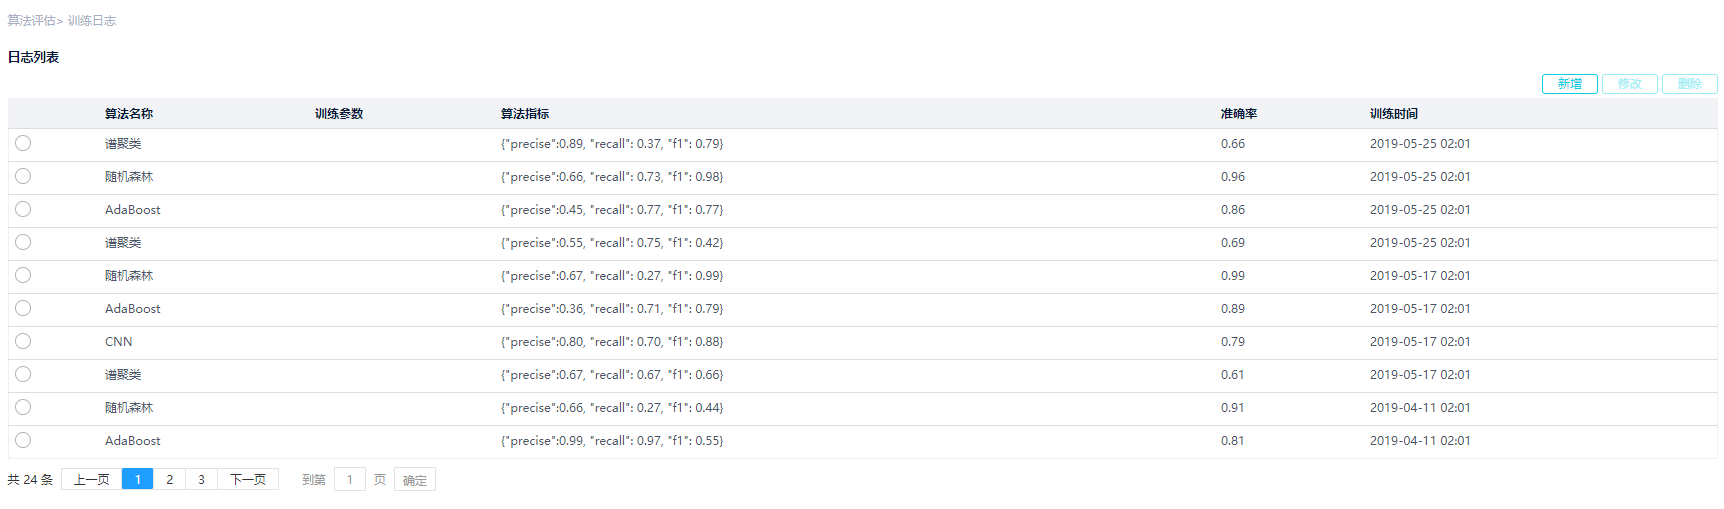 算法评估> 训练日志
日志列表
新增 修改 删除
算法名称 训练参数 算法指标 准确率 训练时间
谱聚类 {"precise":0.89, "recall": 0.37, "f1": 0.79} 0.66 2019-05-25 02:01
随机森林 {"precise":0.66, "recall": 0.73, "f1": 0.98} 0.96 2019-05-25 02:01
AdaBoost {"precise":0.45, "recall": 0.77, "f1": 0.77} 0.86 2019-05-25 02:01
谱聚类 {"precise":0.55, "recall": 0.75, "f1": 0.42} 0.69 2019-05-25 02:01
随机森林 {"precise":0.67, "recall": 0.27, "f1": 0.99} 0.99 2019-05-17 02:01
AdaBoost {"precise":0.36, "recall": 0.71, "f1": 0.79} 0.89 2019-05-17 02:01
CNN {"precise":0.80, "recall": 0.70, "f1": 0.88} 0.79 2019-05-17 02:01
谱聚类 {"precise":0.67, "recall": 0.67, "f1": 0.66} 0.61 2019-05-17 02:01
随机森林 {"precise":0.66, "recall": 0.27, "f1": 0.44} 0.91 2019-04-11 02:01
AdaBoost {"precise":0.99, "recall": 0.97, "f1": 0.55} 0.81 2019-04-11 02:01
共 24 条 上一页 1 2 3 下一页 到第 1 页 确定